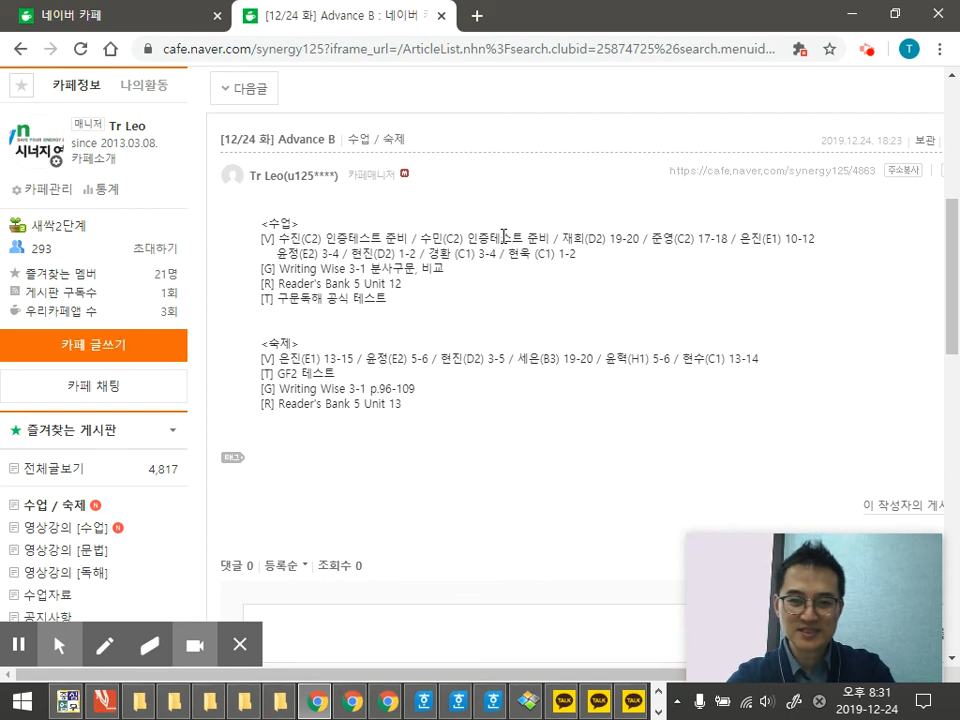 네이버 카페
[12/24 화] Advance B : 네이버 카
cafe.naver.com/synergy125?iframe_url=/ArticleList.nhn%3Fsearch.clubid=25874725%26search.menuid...
T
카페정보 나의활동
다음글
매니저 Tr Leo
since 2013.03.08.
카페소개
시너지영
카페관리 통계
새싹2단계
293 초대하기
즐겨찾는 멤버 21명
게시판 구독수 1회
우리카페앱 수 3회
카페 글쓰기
카페 채팅
즐겨찾는 게시판
전체글보기 4,817
수업 / 숙제 N
영상강의 [수업] N
영상강의 [문법]
영상강의 [독해]
수업자료
공지사항
[12/24 화] Advance B 수업 / 숙제 2019.12.24. 18:23 보관
Tr Leo(u125****) 카페매니저 https://cafe.naver.com/synergy125/4863 주소복사
<수업>
[V] 수진(C2) 인증테스트 준비 / 수민(C2) 인증테스트 준비 / 재희(D2) 19-20 / 준영(C2) 17-18 / 은진(E1) 10-12
윤정(E2) 3-4 / 현진(D2) 1-2 / 경환 (C1) 3-4 / 현욱 (C1) 1-2
[G] Writing Wise 3-1 분사구문, 비교
[R] Reader's Bank 5 Unit 12
[T] 구문독해 공식 테스트
<숙제>
[V] 은진(E1) 13-15 / 윤정(E2) 5-6 / 현진(D2) 3-5 / 세은(B3) 19-20 / 윤혁(H1) 5-6 / 현수(C1) 13-14
[T] GF2 테스트
[G] Writing Wise 3-1 p.96-109
[R] Reader's Bank 5 Unit 13
태그
이 작성자의 게시
댓글 0 등록순 조회수 0
오후 8:31
2019-12-24